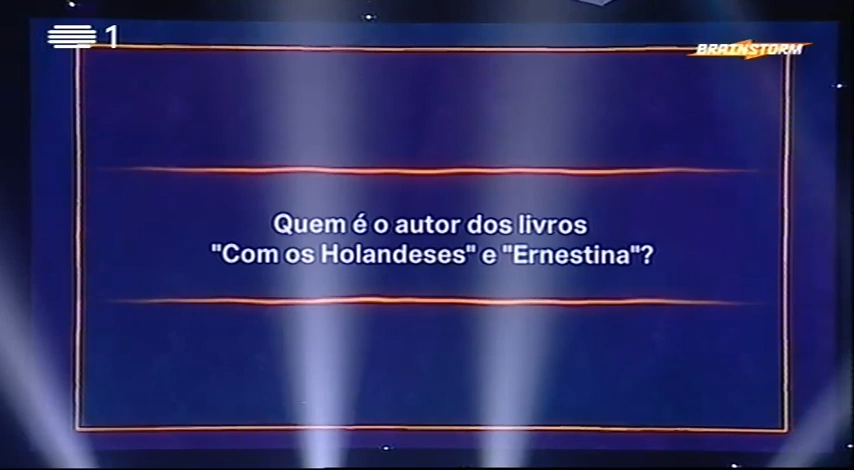 1
BRAINSTORM
Quem é o autor dos livros
"Com os Holandeses" e "Ernestina"?